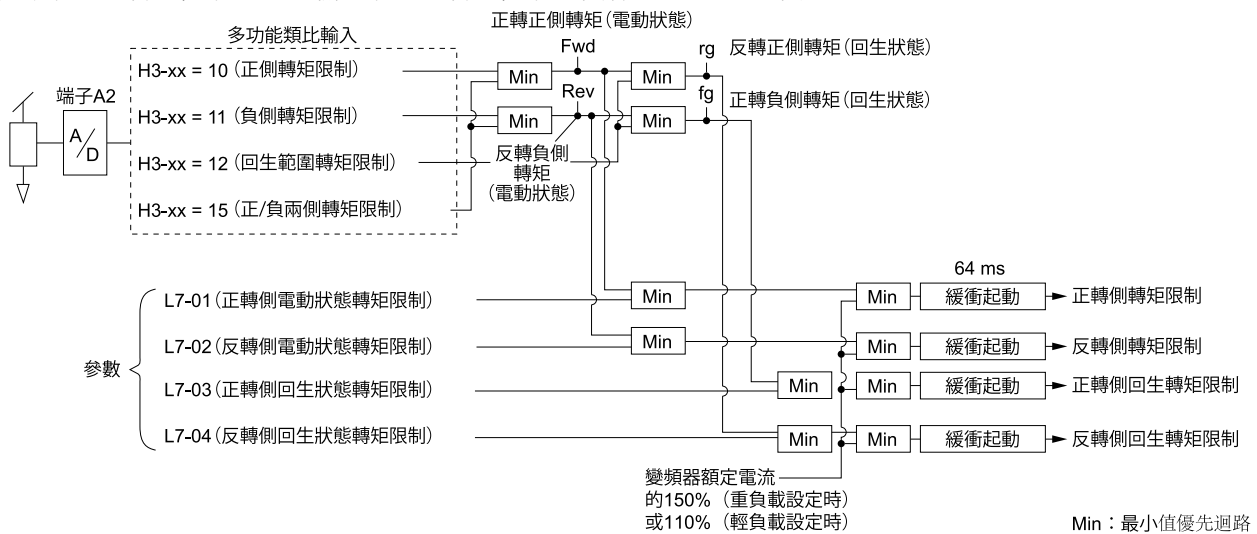 正轉正側轉矩(電動狀態)
多功能類比輸入
Fwd
rg 反轉正側轉矩(回生狀態)
H3-xx = 10 (正側轉矩限制)
Min
Min
端子A2
Rev
fg 正轉負側轉矩(回生狀態)
A/D
H3-xx = 11 (負側轉矩限制)
Min
Min
反轉負側
轉矩
(電動狀態)
H3-xx = 12 (回生範圍轉矩限制)
H3-xx = 15 (正/負兩側轉矩限制)
64 ms
參數
L7-01 (正轉側電動狀態轉矩限制)
Min
Min
緩衝起動
正轉側轉矩限制
L7-02 (反轉側電動狀態轉矩限制)
Min
Min
緩衝起動
反轉側轉矩限制
L7-03 (正轉側回生狀態轉矩限制)
Min
Min
緩衝起動
正轉側回生轉矩限制
L7-04 (反轉側回生狀態轉矩限制)
Min
Min
緩衝起動
反轉側回生轉矩限制
變頻器額定電流
的150% (重負載設定時)
或110% (輕負載設定時)
Min：最小值優先迴路